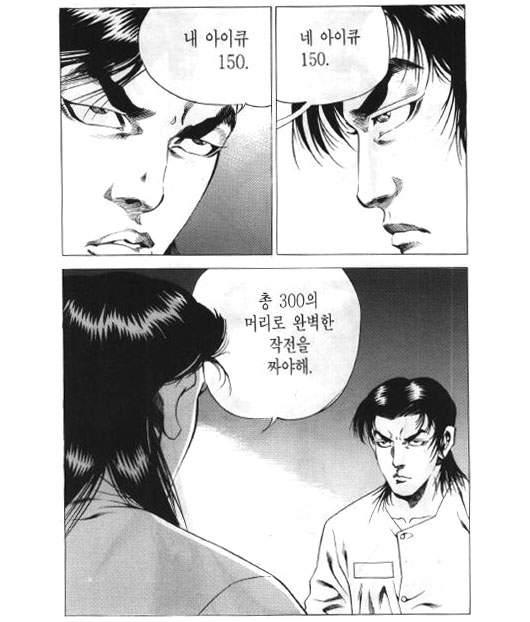 내 아이큐
150.
네 아이큐
150.
총 300의
머리로 완벽한
작전을
짜야해.